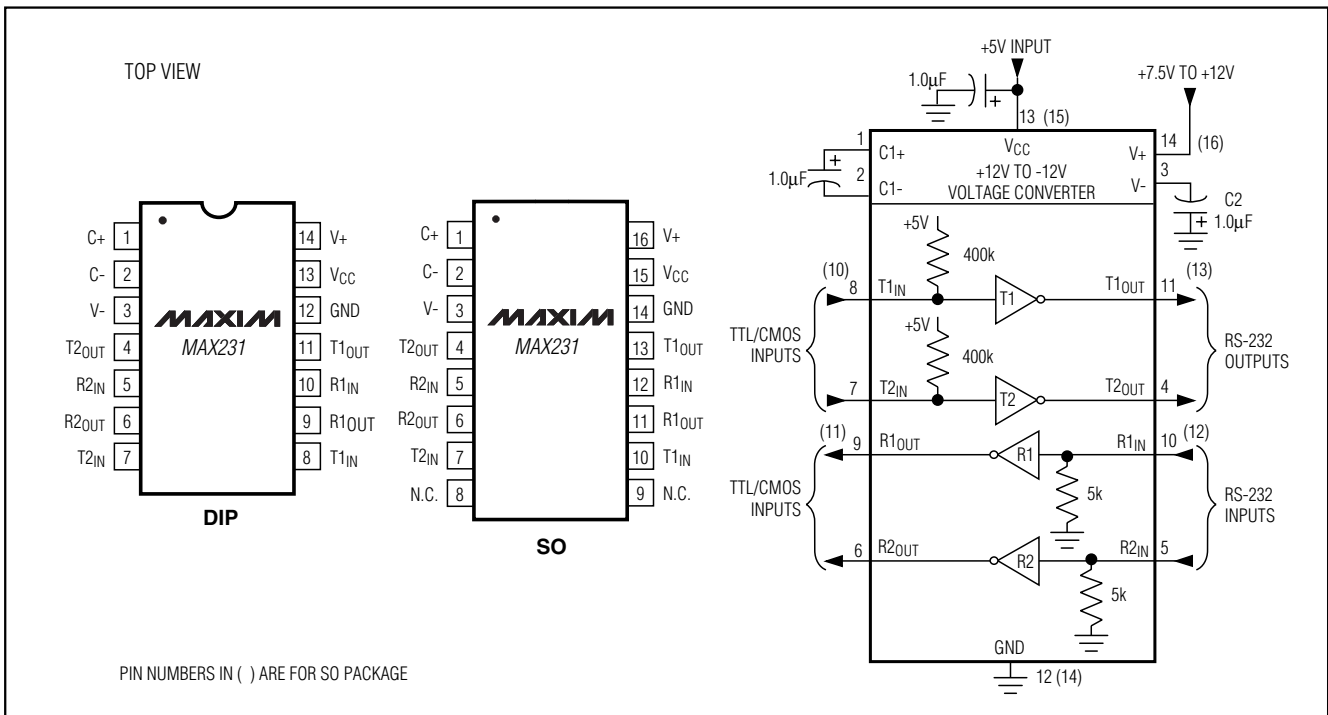 TOP VIEW
C+ 1
C- 2
V- 3
T2OUT 4
R2IN 5
R2OUT 6
T2IN 7
14 V+
13 VCC
12 GND
11 T1OUT
10 R1IN
9 R1OUT
8 T1IN
MAXIM
MAX231
DIP
C+ 1
C- 2
V- 3
T2OUT 4
R2IN 5
R2OUT 6
T2IN 7
N.C. 8
16 V+
15 VCC
14 GND
13 T1OUT
12 R1IN
11 R1OUT
10 T1IN
9 N.C.
MAXIM
MAX231
SO
PIN NUMBERS IN ( ) ARE FOR SO PACKAGE
+5V INPUT
1.0µF
+
+7.5V TO +12V
13 (15)
VCC
1
C1+
+
1.0µF
2
C1-
+12V TO -12V
VOLTAGE CONVERTER
V+
14
(16)
V-
3
C2
+
1.0µF
+5V
400k
(10)
8
T1IN
T1
T1OUT
11
(13)
+5V
400k
TTL/CMOS
INPUTS
RS-232
OUTPUTS
7
T2IN
T2
T2OUT
4
(11)
9
R1OUT
R1
R1IN
10
(12)
5k
TTL/CMOS
INPUTS
RS-232
INPUTS
6
R2OUT
R2
R2IN
5
5k
GND
12 (14)